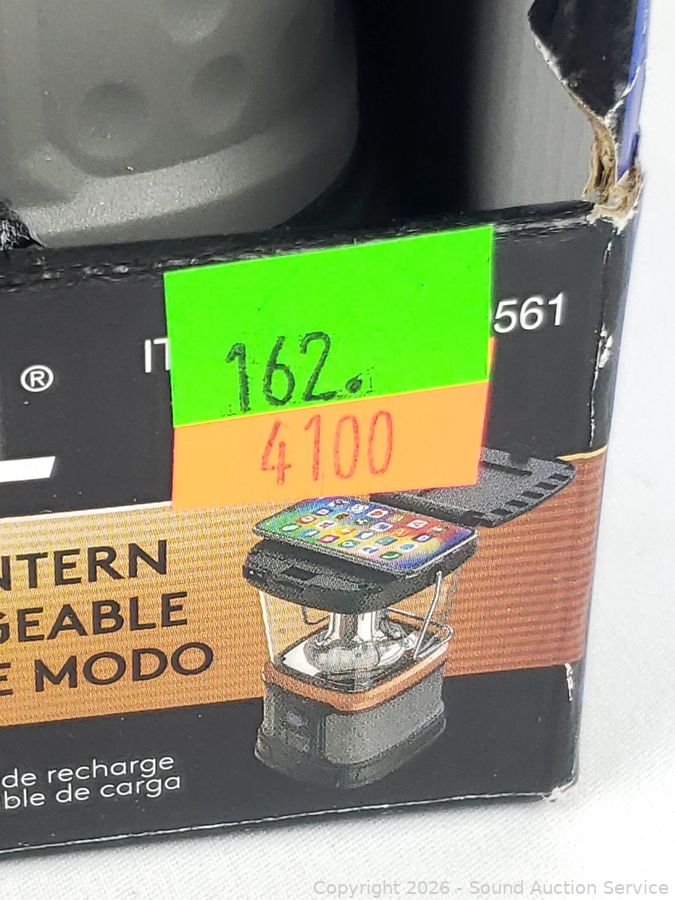 IT
561
®
162.
4100
NTERN
GEABLE
E MODO
de recharge
ble de carga
Copyright 2026 - Sound Auction Service